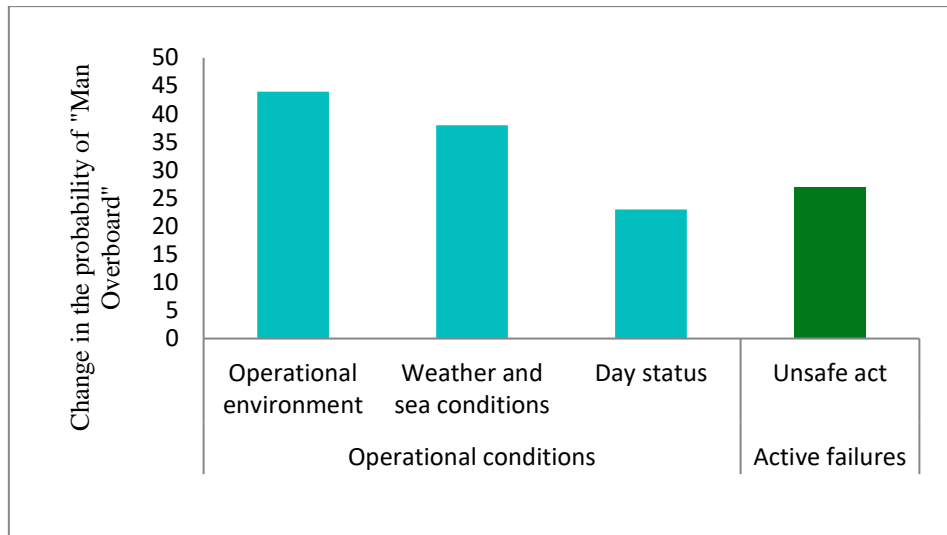 Change in the probability of "Man
Overboard"
50
45
40
35
30
25
20
15
10
5
0
Operational
environment
Weather and
sea conditions
Day status
Unsafe act
Operational conditions
Active failures